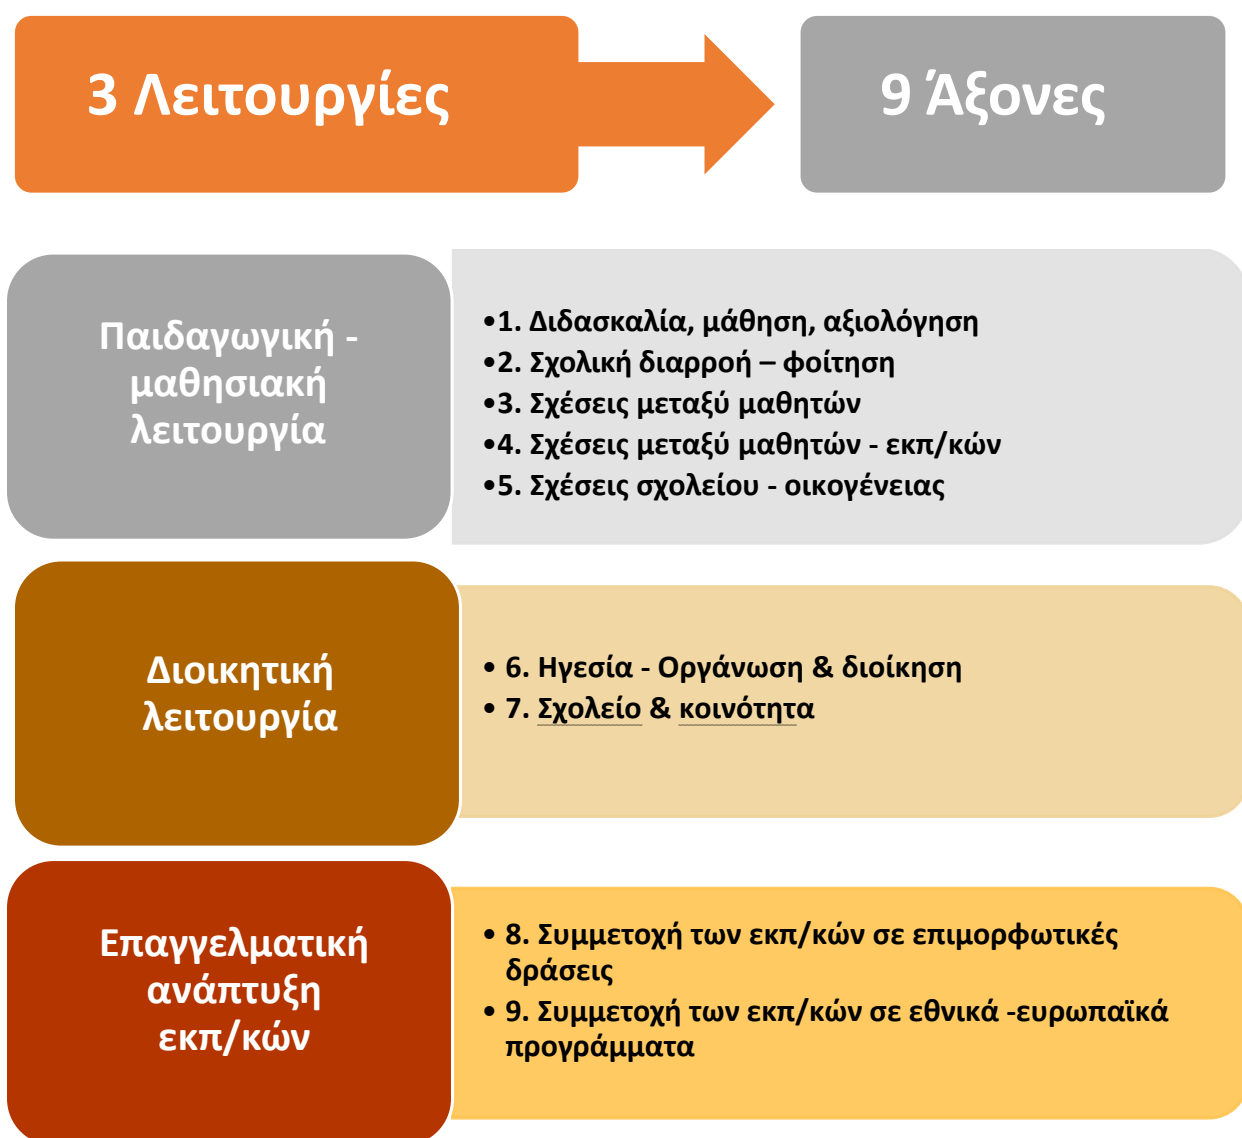 3 Λειτουργίες
9 Άξονες
Παιδαγωγική -
μαθησιακή
λειτουργία
•1. Διδασκαλία, μάθηση, αξιολόγηση
•2. Σχολική διαρροή – φοίτηση
•3. Σχέσεις μεταξύ μαθητών
•4. Σχέσεις μεταξύ μαθητών - εκπ/κών
•5. Σχέσεις σχολείου - οικογένειας
Διοικητική
λειτουργία
• 6. Ηγεσία - Οργάνωση & διοίκηση
• 7. Σχολείο & κοινότητα
Επαγγελματική
ανάπτυξη
εκπ/κών
• 8. Συμμετοχή των εκπ/κών σε επιμορφωτικές
δράσεις
• 9. Συμμετοχή των εκπ/κών σε εθνικά -ευρωπαϊκά
προγράμματα